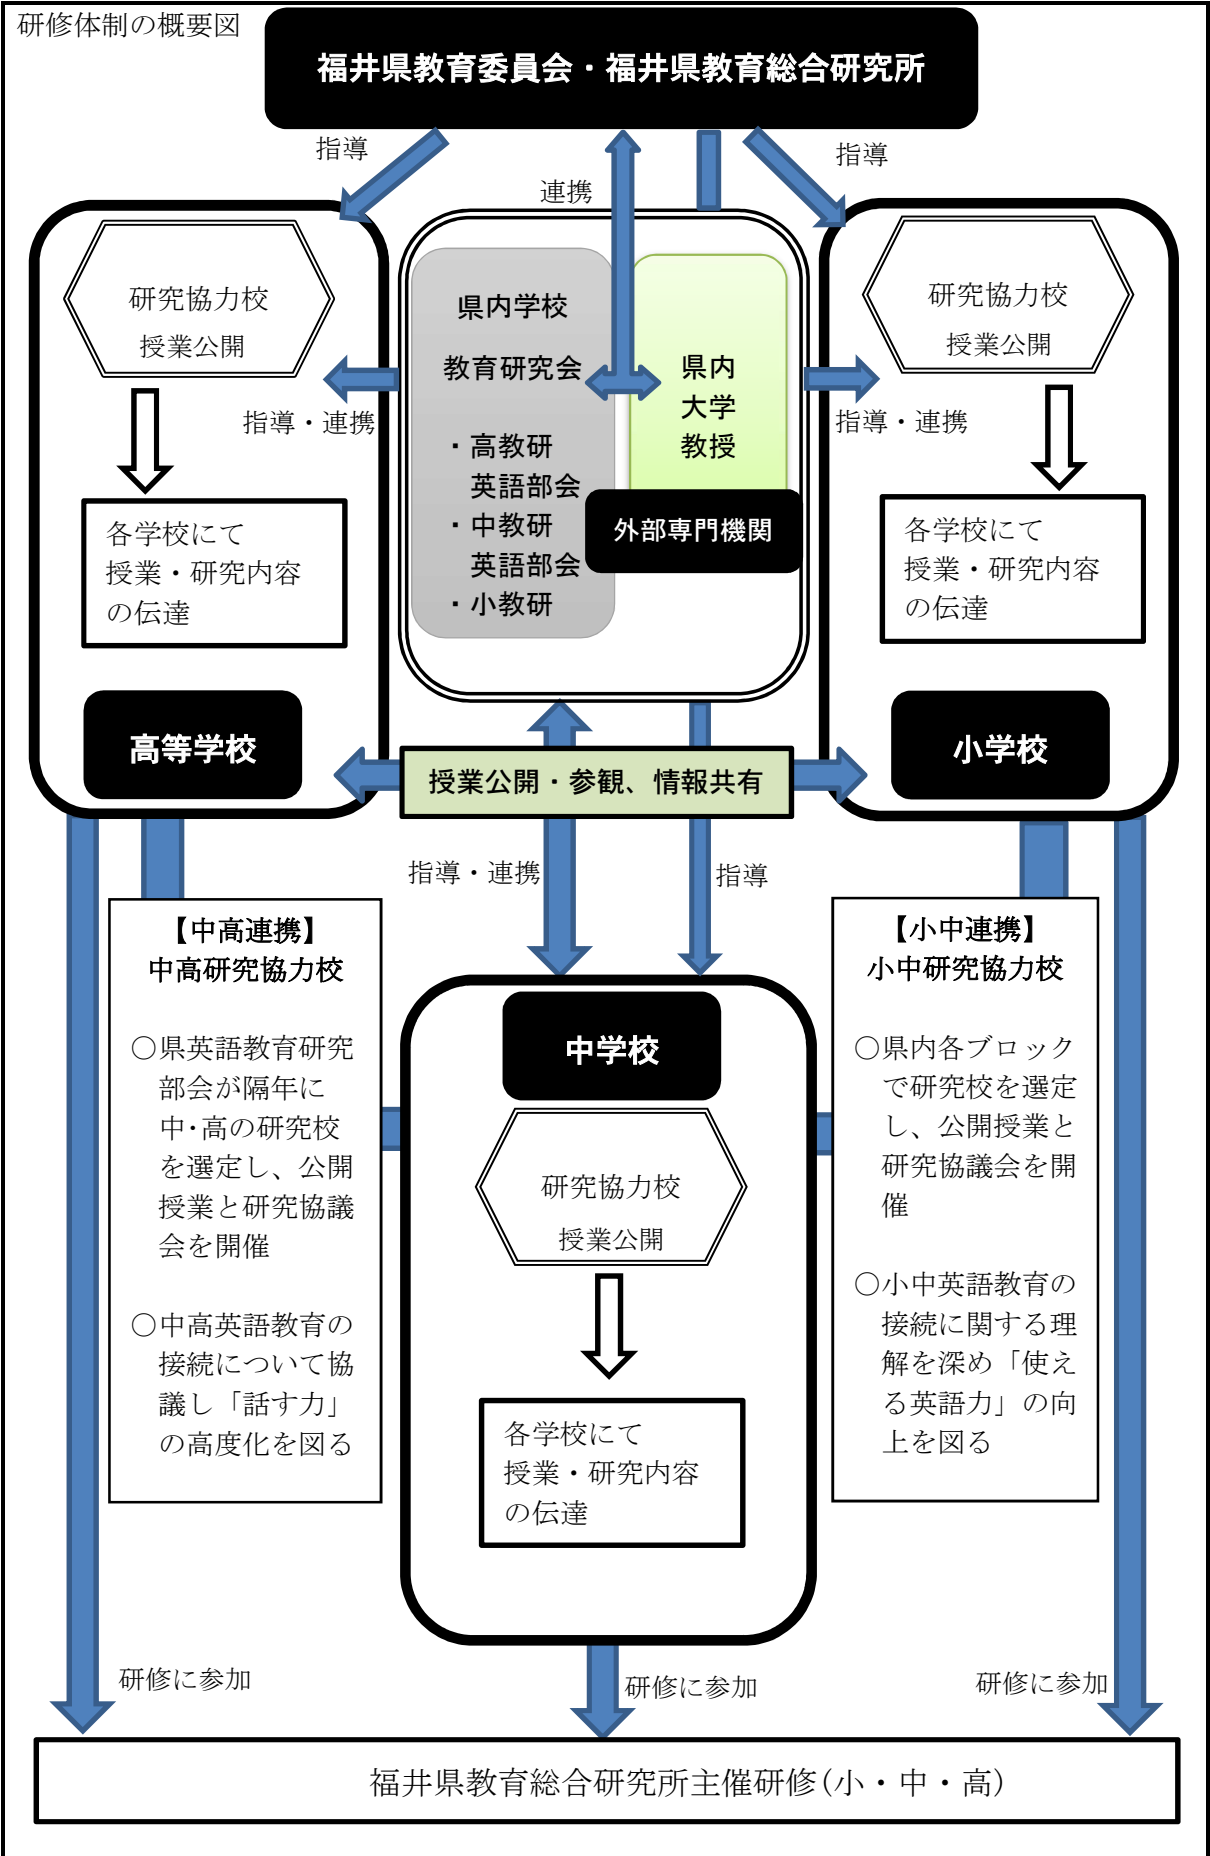 研修体制の概要図
福井県教育委員会・福井県教育総合研究所
指導
連携
指導
研究協力校
授業公開
指導・連携
各学校にて
授業・研究内容
の伝達
高等学校
県内学校
教育研究会
・高教研
英語部会
・中教研
英語部会
・小教研
県内
大学
教授
外部専門機関
研究協力校
授業公開
指導・連携
各学校にて
授業・研究内容
の伝達
小学校
授業公開・参観、情報共有
指導・連携
指導
【中高連携】
中高研究協力校
○県英語教育研究
部会が隔年に
中・高の研究校
を選定し、公開
授業と研究協議
会を開催
○中高英語教育の
接続について協
議し「話す力」
の高度化を図る
中学校
研究協力校
授業公開
各学校にて
授業・研究内容
の伝達
【小中連携】
小中研究協力校
○県内各ブロック
で研究校を選定
し、公開授業と
研究協議会を開
催
○小中英語教育の
接続に関する理
解を深め「使え
る英語力」の向
上を図る
研修に参加
研修に参加
研修に参加
福井県教育総合研究所主催研修(小・中・高)